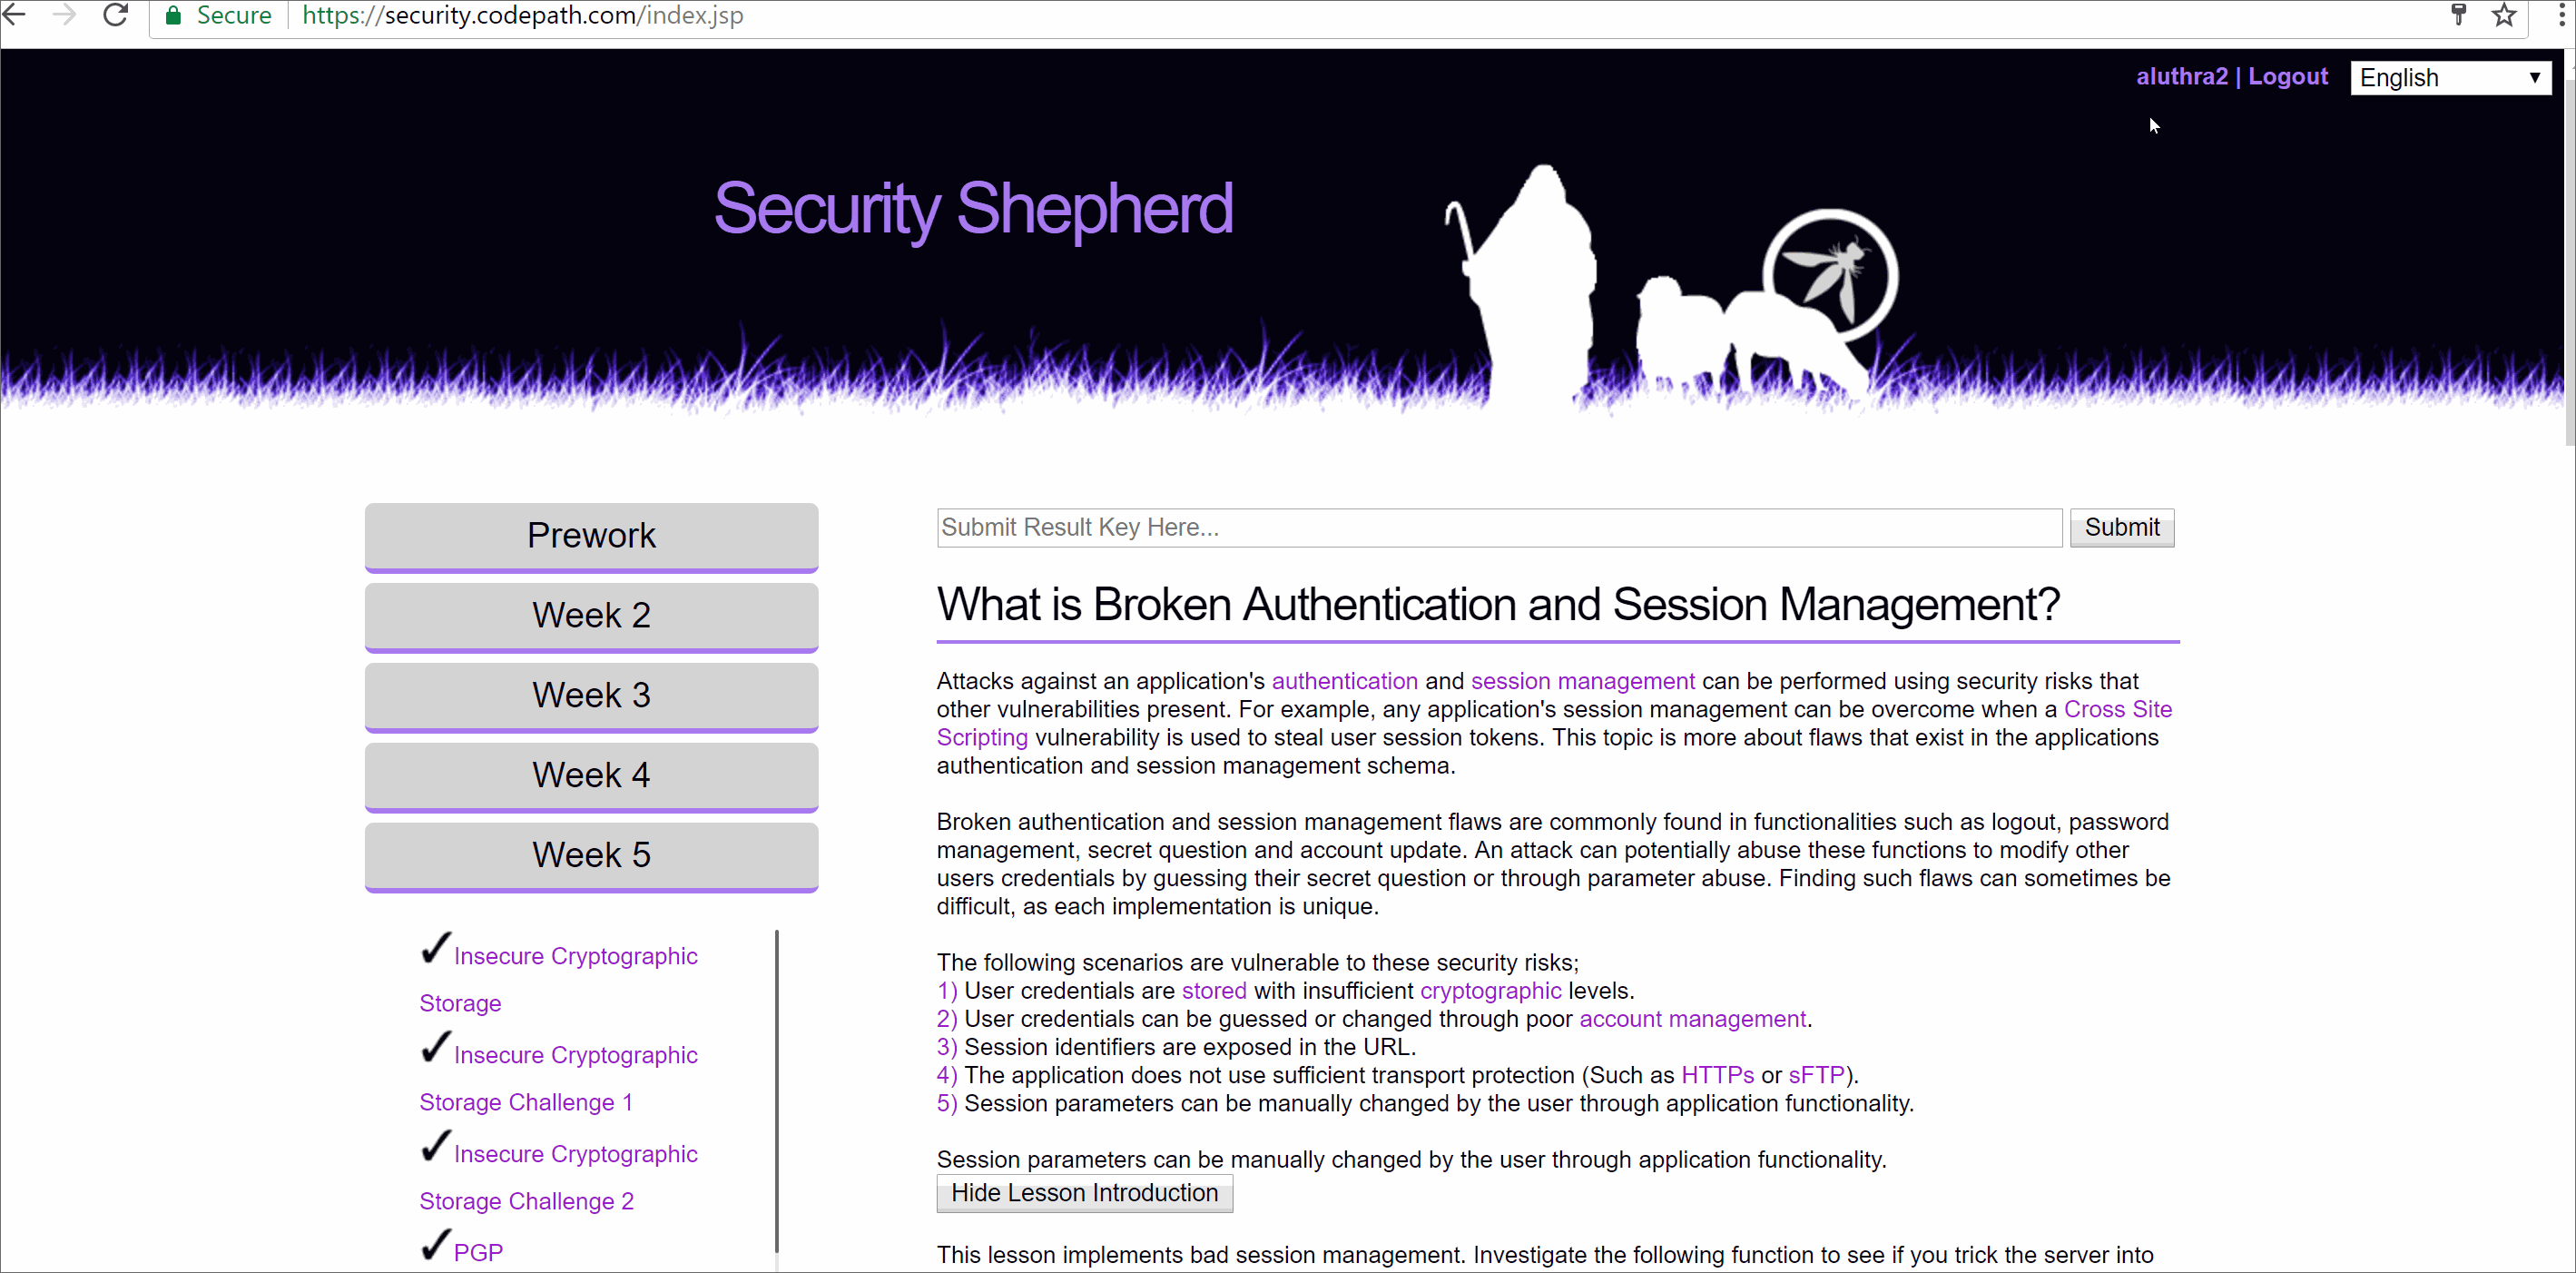 Secure https://security.codepath.com/index.jsp
aluthra2 | Logout English
Security Shepherd
Prework
Week 2
Week 3
Week 4
Week 5
✓Insecure Cryptographic
Storage
✓Insecure Cryptographic
Storage Challenge 1
✓Insecure Cryptographic
Storage Challenge 2
✓PGP
Submit Result Key Here... Submit
What is Broken Authentication and Session Management?
Attacks against an application's authentication and session management can be performed using security risks that
other vulnerabilities present. For example, any application's session management can be overcome when a Cross Site
Scripting vulnerability is used to steal user session tokens. This topic is more about flaws that exist in the applications
authentication and session management schema.
Broken authentication and session management flaws are commonly found in functionalities such as logout, password
management, secret question and account update. An attack can potentially abuse these functions to modify other
users credentials by guessing their secret question or through parameter abuse. Finding such flaws can sometimes be
difficult, as each implementation is unique.
The following scenarios are vulnerable to these security risks;
1) User credentials are stored with insufficient cryptographic levels.
2) User credentials can be guessed or changed through poor account management.
3) Session identifiers are exposed in the URL.
4) The application does not use sufficient transport protection (Such as HTTPs or sFTP).
5) Session parameters can be manually changed by the user through application functionality.
Session parameters can be manually changed by the user through application functionality.
Hide Lesson Introduction
This lesson implements bad session management. Investigate the following function to see if you trick the server into